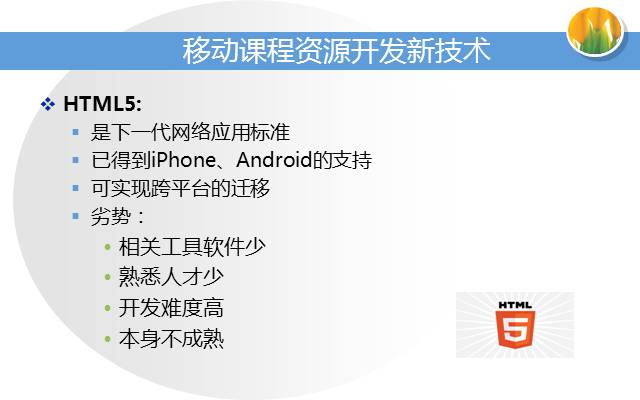 移动课程资源开发新技术
HTML5:
是下一代网络应用标准
已得到iPhone、Android的支持
可实现跨平台的迁移
劣势：
相关工具软件少
熟悉人才少
开发难度高
本身不成熟
HTML
5